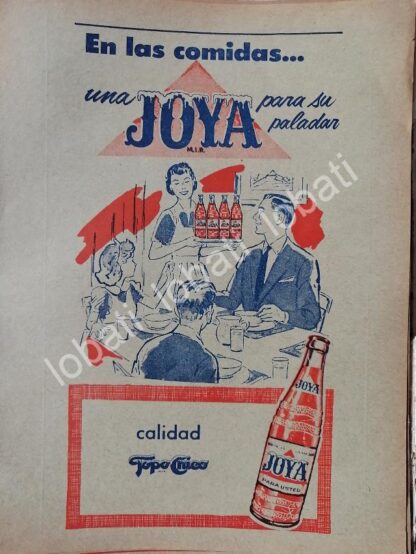 En las comidas...
una JOYA para su paladar
M.I.R.
lobati lobati lobati
JOYA
JOYA
PARA USTED
calidad
Topo Chico